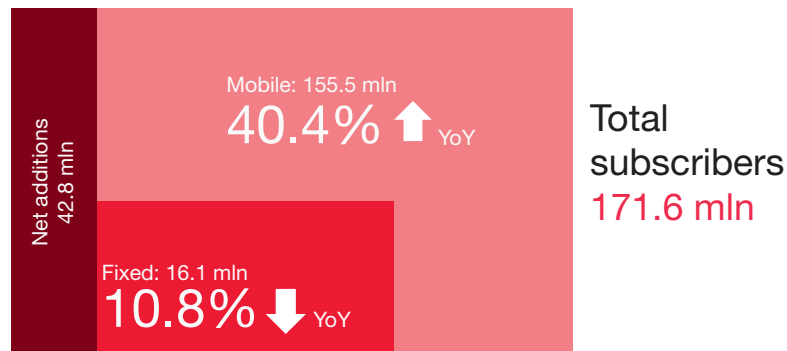 Net additions
42.8 mln
Mobile: 155.5 mln
40.4% YoY
Fixed: 16.1 mln
10.8% YoY
Total
subscribers
171.6 mln